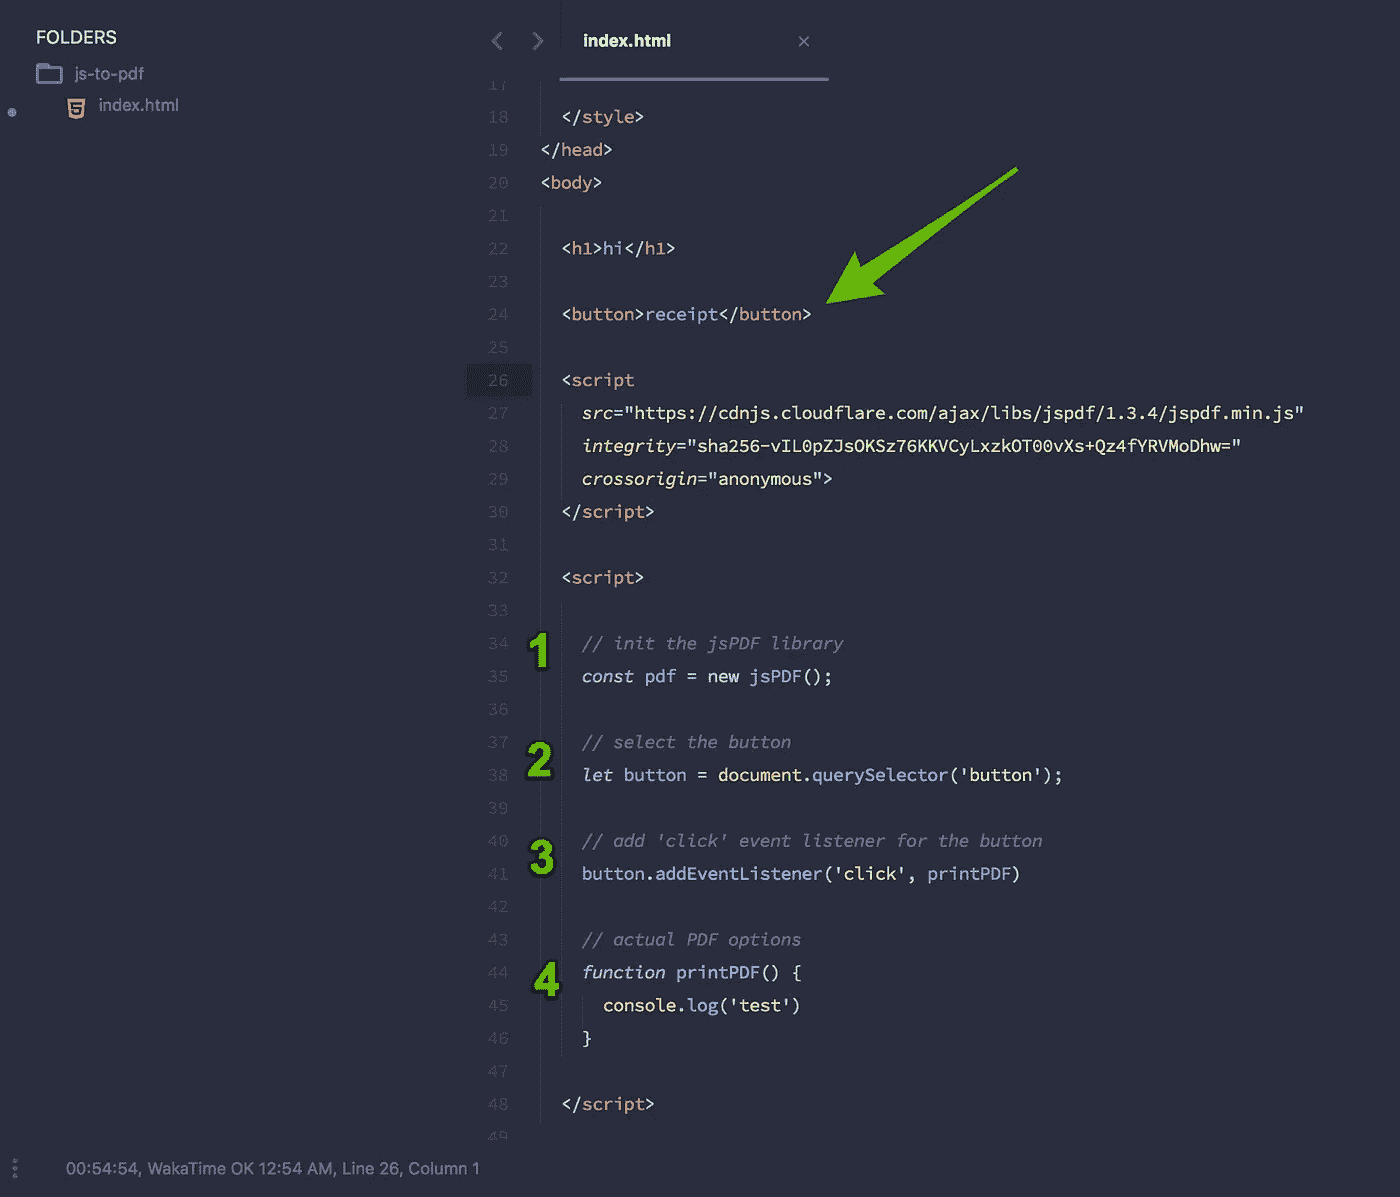 FOLDERS
js-to-pdf
index.html
index.html ×
17
18 </style>
19 </head>
20 <body>
21
22 <h1>hi</h1>
23
24 <button>receipt</button>
25
26 <script
27 src="https://cdnjs.cloudflare.com/ajax/libs/jspdf/1.3.4/jspdf.min.js"
28 integrity="sha256-vIL0pZJsOKSz76KKVCyLxzkOT00vXs+Qz4fYRVMoDhw="
29 crossorigin="anonymous">
30 </script>
31
32 <script>
33
34 // init the jsPDF library
1
35 const pdf = new jsPDF();
36
37 // select the button
2
38 let button = document.querySelector('button');
39
40 // add 'click' event listener for the button
3
41 button.addEventListener('click', printPDF)
42
43 // actual PDF options
44 function printPDF() {
4
45 console.log('test')
46 }
47
48 </script>
49
00:54:54, WakaTime OK 12:54 AM, Line 26, Column 1